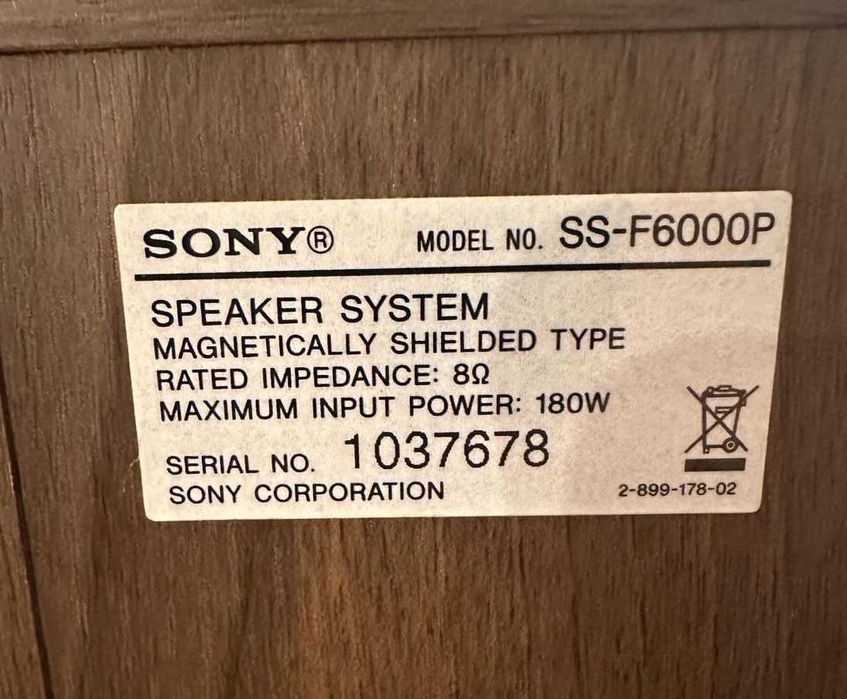 SONY® MODEL NO. SS-F6000P
SPEAKER SYSTEM
MAGNETICALLY SHIELDED TYPE
RATED IMPEDANCE: 8Ω
MAXIMUM INPUT POWER: 180W
SERIAL NO. 1037678
SONY CORPORATION 2-899-178-02